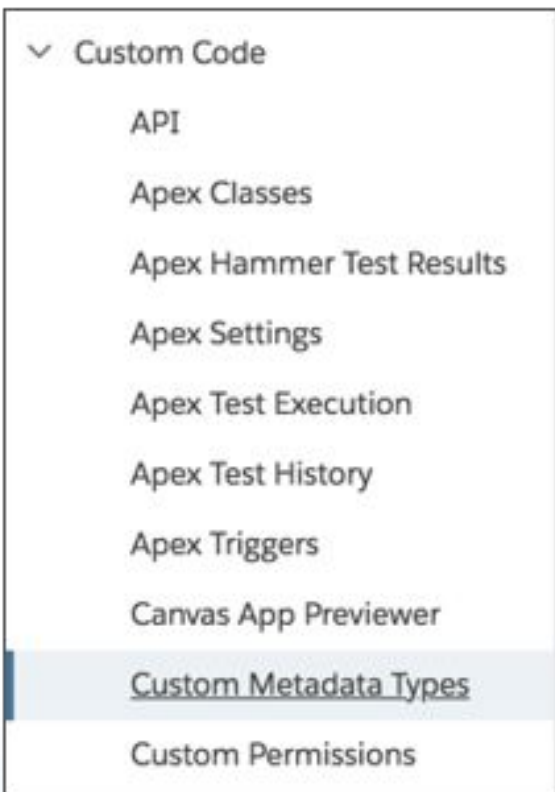 Custom Code
API
Apex Classes
Apex Hammer Test Results
Apex Settings
Apex Test Execution
Apex Test History
Apex Triggers
Canvas App Previewer
Custom Metadata Types
Custom Permissions